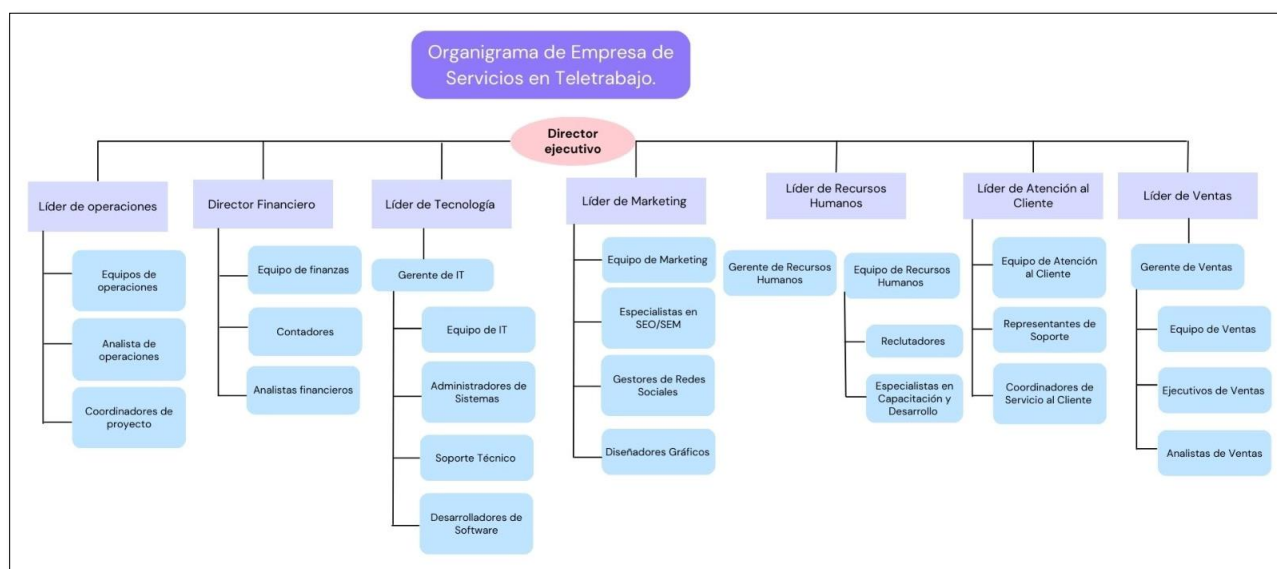 Organigrama de Empresa de
Servicios en Teletrabajo.
Director
ejecutivo
Líder de operaciones
Equipos de
operaciones
Analista de
operaciones
Coordinadores de
proyecto
Director Financiero
Equipo de finanzas
Contadores
Analistas financieros
Líder de Tecnología
Gerente de IT
Equipo de IT
Administradores de
Sistemas
Soporte Técnico
Desarrolladores de
Software
Líder de Marketing
Equipo de Marketing
Especialistas en
SEO/SEM
Gestores de Redes
Sociales
Diseñadores Gráficos
Líder de Recursos
Humanos
Gerente de Recursos
Humanos
Equipo de Recursos
Humanos
Reclutadores
Especialistas en
Capacitación y
Desarrollo
Líder de Atención al
Cliente
Equipo de Atención
al Cliente
Representantes de
Soporte
Coordinadores de
Servicio al Cliente
Líder de Ventas
Gerente de Ventas
Equipo de Ventas
Ejecutivos de Ventas
Analistas de Ventas